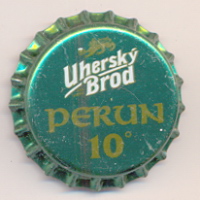 Uherský
Brod
PERUN
10°